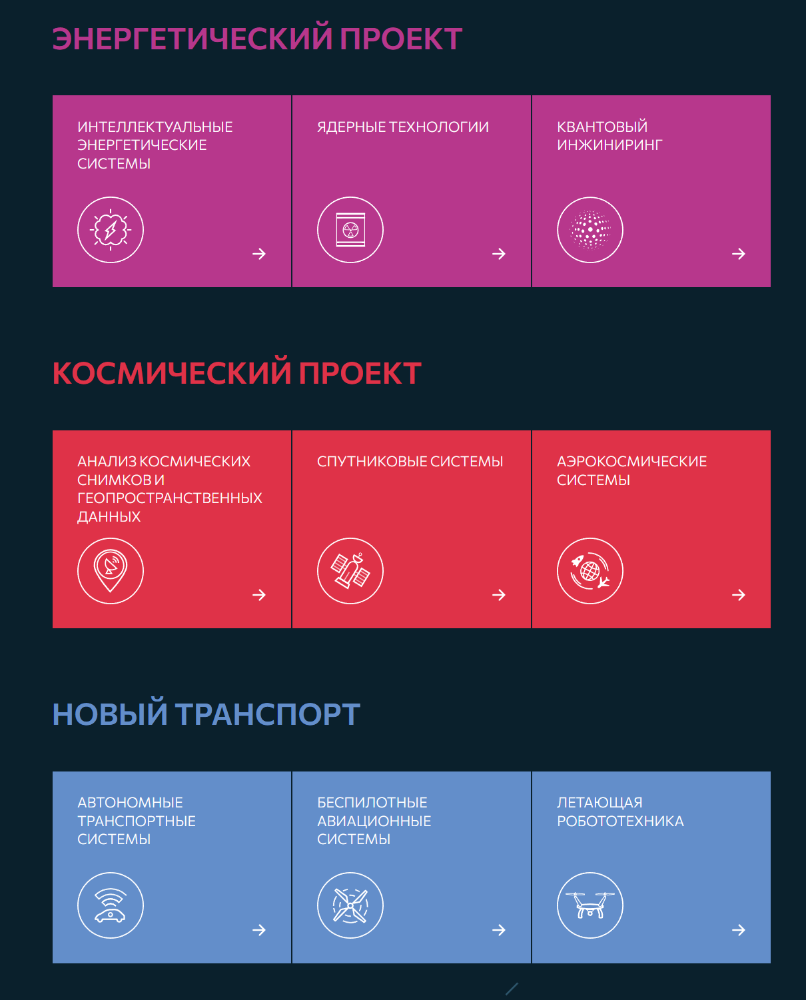 ЭНЕРГЕТИЧЕСКИЙ ПРОЕКТ
ИНТЕЛЛЕКТУАЛЬНЫЕ
ЭНЕРГЕТИЧЕСКИЕ
СИСТЕМЫ
ЯДЕРНЫЕ ТЕХНОЛОГИИ
КВАНТОВЫЙ
ИНЖИНИРИНГ
КОСМИЧЕСКИЙ ПРОЕКТ
АНАЛИЗ КОСМИЧЕСКИХ
СНИМКОВ И
ГЕОПРОСТРАНСТВЕННЫХ
ДАННЫХ
СПУТНИКОВЫЕ СИСТЕМЫ
АЭРОКОСМИЧЕСКИЕ
СИСТЕМЫ
НОВЫЙ ТРАНСПОРТ
АВТОНОМНЫЕ
ТРАНСПОРТНЫЕ
СИСТЕМЫ
БЕСПИЛОТНЫЕ
АВИАЦИОННЫЕ
СИСТЕМЫ
ЛЕТАЮЩАЯ
РОБОТОТЕХНИКА